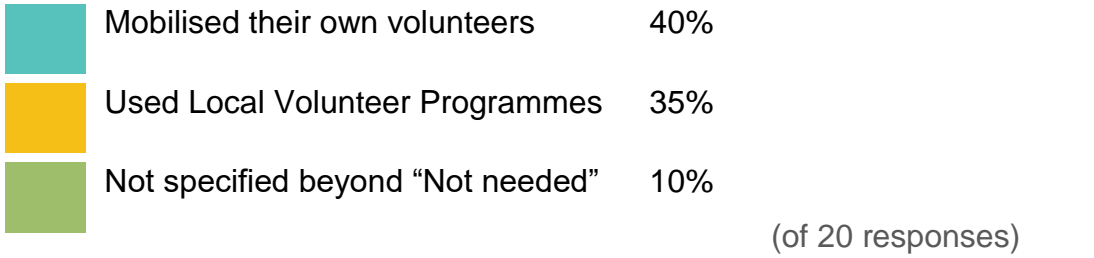 Mobilised their own volunteers 40%
Used Local Volunteer Programmes 35%
Not specified beyond “Not needed” 10%
(of 20 responses)